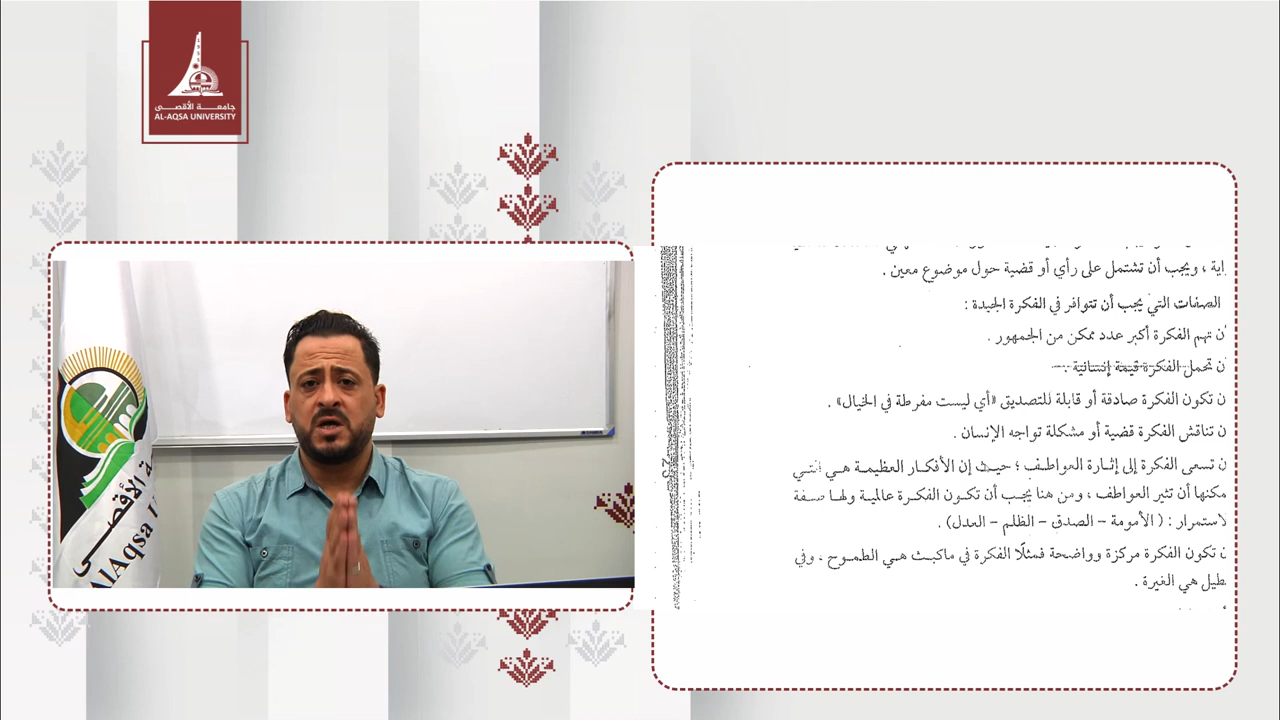 جامعة الأقصى
AL-AQSA UNIVERSITY
الأقصى
AlAqsa
اية ، ويجب أن تشتمل على رأي أو قضية حول موضوع معين .
الصفات التي يجب أن تتوافر في الفكرة الجيدة :
ن تهم الفكرة أكبر عدد ممكن من الجمهور .
ن تحمل الفكرة قيمة إنسانية .
ن تكون الفكرة صادقة أو قابلة للتصديق «أي ليست مفرطة في الخيال» .
ن تناقش الفكرة قضية أو مشكلة تواجه الإنسان .
ن تسعى الفكرة إلى إثارة العواطف ؛ حيث إن الأفكار العظيمة هي التي
مكنها أن تثير العواطف ، ومن هنا يجب أن تكون الفكرة عالمية ولها صفة
لاستمرار : ( الأمومة – الصدق – الظلم – العدل) .
ن تكون الفكرة مركزة وواضحة فمثلًا الفكرة في ماكبث هي الطموح ، وفي
طيل هي الغيرة .